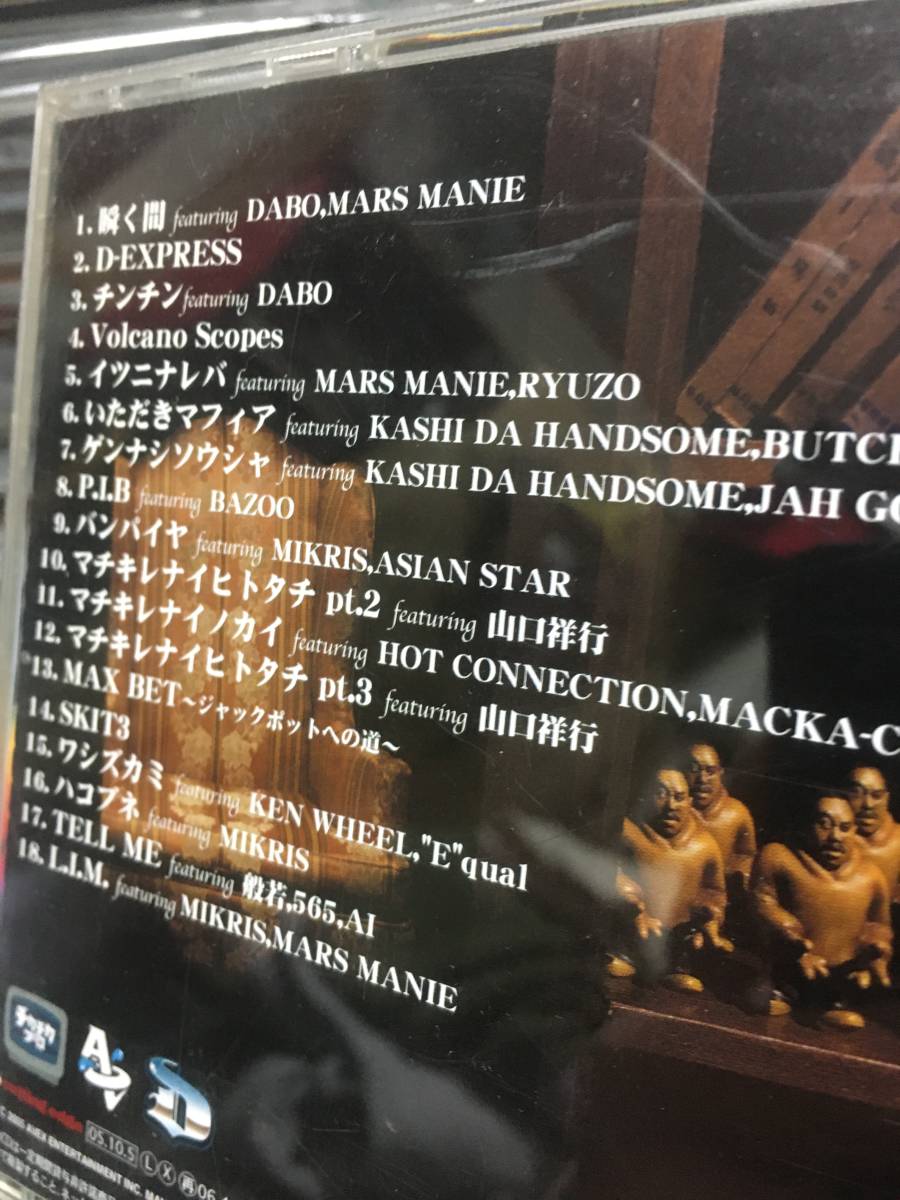 1. 瞬く間 featuring DABO,MARS MANIE
2. D-EXPRESS
3. チンチン featuring DABO
4. Volcano Scopes
5. イツニナレバ featuring MARS MANIE,RYUZO
6. いただきマフィア featuring KASHI DA HANDSOME,
7. ゲンナシソウシャ featuring KASHI DA HANDSOME,JAH
8. P.I.B featuring BAZOO
9. バンパイヤ featuring MIKRIS,ASIAN STAR
10. マチキレナイヒトタチ pt.2 featuring 山口祥行
11. マチキレナイノカイ featuring HOT CONNECTION,MACKA-C
12. マチキレナイヒトタチ pt.3 featuring 山口祥行
13. MAX BET～ジャックポットへの道～
14. SKIT3
15. ワシズカミ featuring KEN WHEEL,"E"qual
16. ハコブネ featuring MIKRIS
17. TELL ME featuring 般若,565,AI
18. L.I.M. featuring MIKRIS,MARS MANIE
A V
D
05.10.5 L X 再 06.4